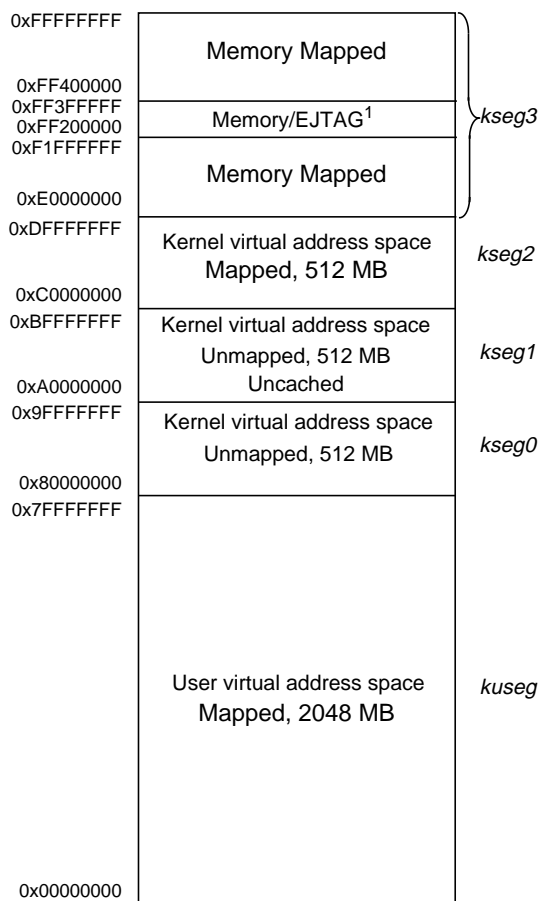 0xFFFFFFFF
Memory Mapped
0xFF400000
0xFF3FFFFF
Memory/EJTAG1
kseg3
0xFF200000
0xF1FFFFFF
Memory Mapped
0xE0000000
0xDFFFFFFF
Kernel virtual address space
Mapped, 512 MB
kseg2
0xC0000000
0xBFFFFFFF
Kernel virtual address space
Unmapped, 512 MB
Uncached
kseg1
0xA0000000
0x9FFFFFFF
Kernel virtual address space
Unmapped, 512 MB
kseg0
0x80000000
0x7FFFFFFF
User virtual address space
Mapped, 2048 MB
kuseg
0x00000000